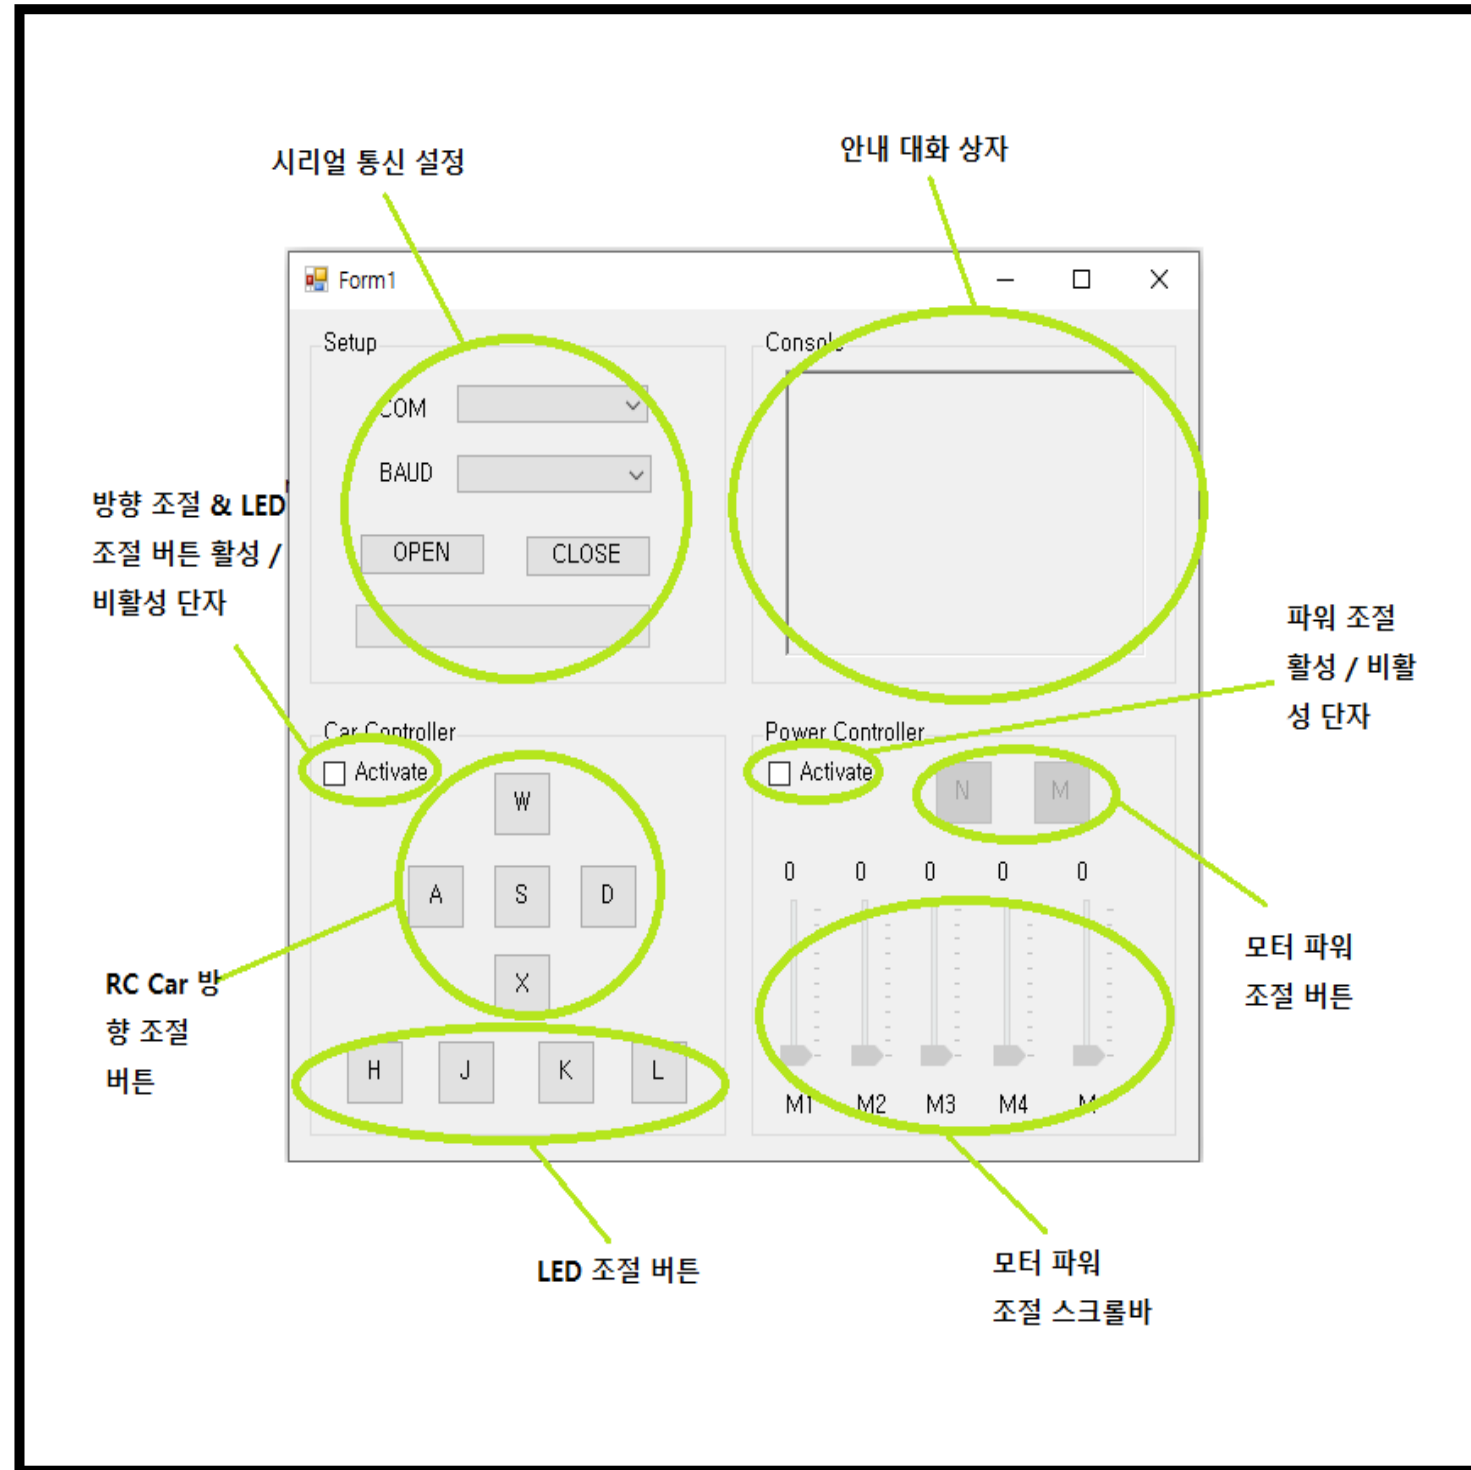 시리얼 통신 설정
안내 대화 상자
Form1
Setup
Console
COM
BAUD
OPEN
CLOSE
방향 조절 & LED
조절 버튼 활성 /
비활성 단자
파워 조절
활성 / 비활
성 단자
Car Controller
Activate
W
A
S
D
X
H
J
K
L
Power Controller
Activate
N
M
0
0
0
0
0
M1
M2
M3
M4
M
RC Car 방
향 조절
버튼
모터 파워
조절 버튼
LED 조절 버튼
모터 파워
조절 스크롤바